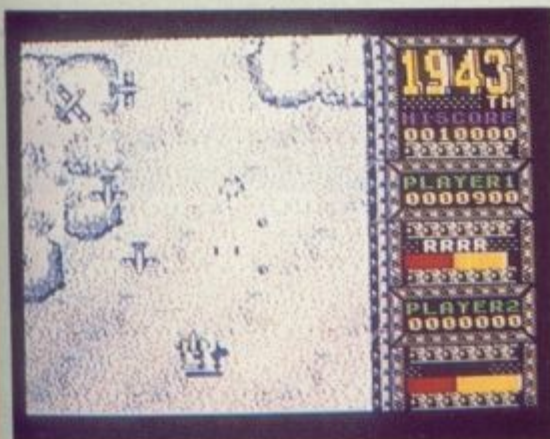 1943
TM
HISCORE
0010000
PLAYER1
0000900
RRRR
PLAYER2
0000000